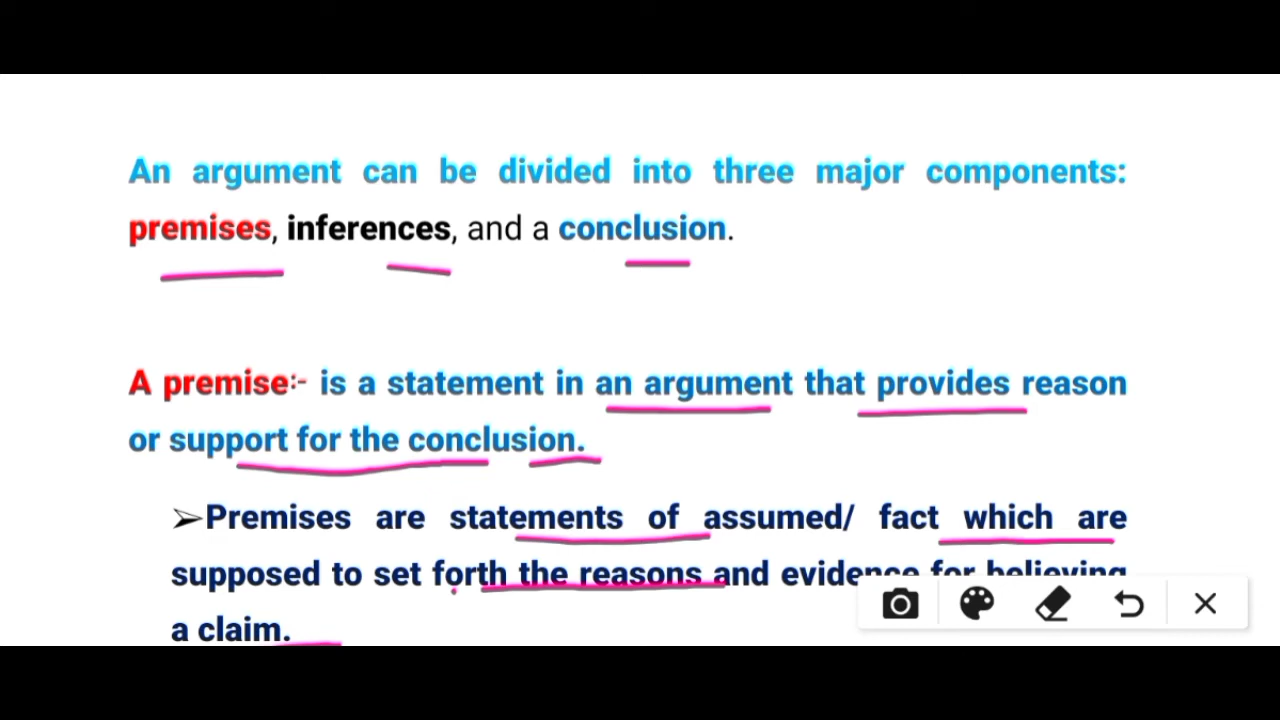 An argument can be divided into three major components:
premises, inferences, and a conclusion.
A premise:- is a statement in an argument that provides reason
or support for the conclusion.
➢Premises are statements of assumed/ fact which are
supposed to set forth the reasons and evidence for believing
a claim.